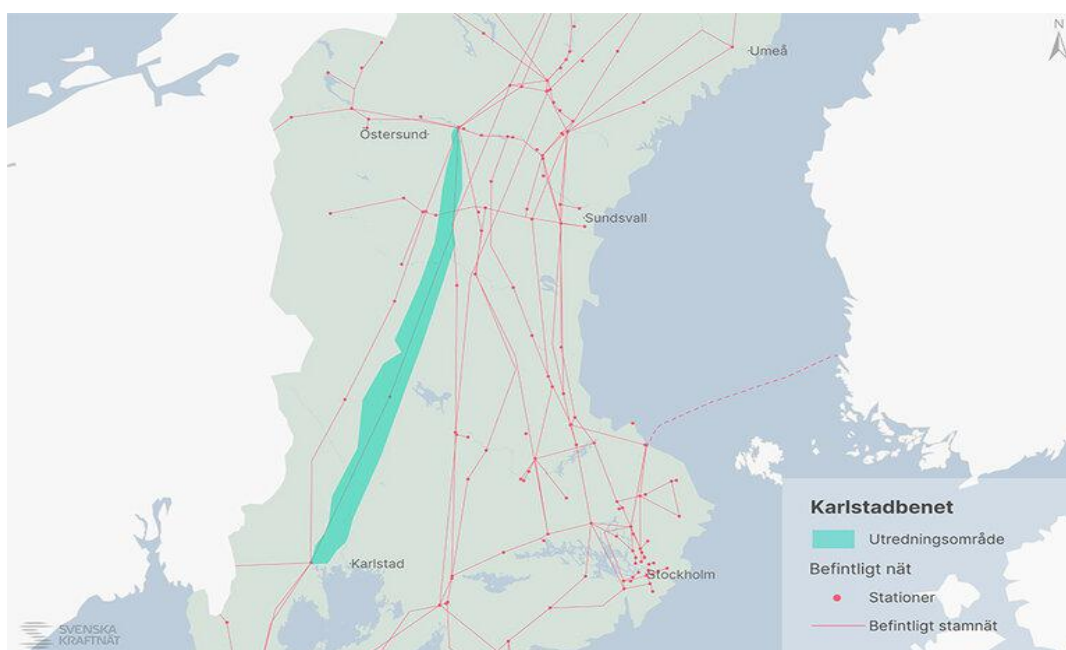 N
Umeå
Östersund
Sundsvall
Karlstadbenet
Utredningsområde
Befintligt nät
Karlstad
Stockholm
Stationer
Befintligt stamnät
SVENSKA
KRAFTNÄT